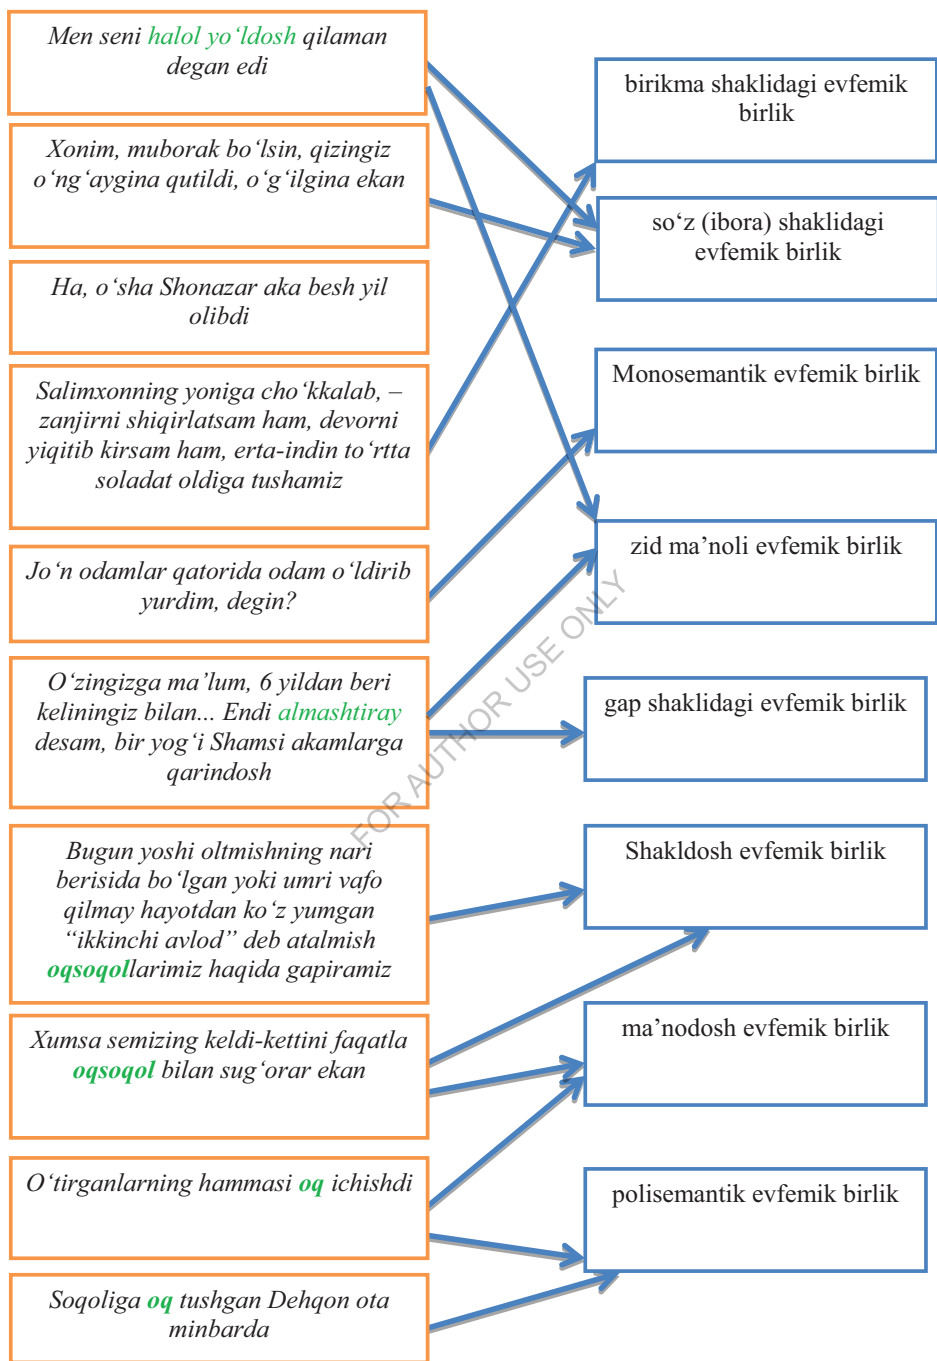 Men seni halol yo‘ldosh qilaman
degan edi
Xonim, muborak bo‘lsin, qizingiz
o‘ng‘aygina qutildi, o‘g‘ilgina ekan
Ha, o‘sha Shonazar aka besh yil
olibdi
Salimxonning yoniga cho‘kkalab, –
zanjirni shiqirlatsam ham, devorni
yiqitib kirsam ham, erta-indin to‘rtta
soladat oldiga tushamiz
Jo‘n odamlar qatorida odam o‘ldirib
yurdim, degin?
O‘zingizga ma’lum, 6 yildan beri
keliningiz bilan... Endi almashtiray
desam, bir yog‘i Shamsi akamlarga
qarindosh
Bugun yoshi oltmishning nari
berisida bo‘lgan yoki umri vafo
qilmay hayotdan ko‘z yumgan
“ikkinchi avlod” deb atalmish
oqsoqollarimiz haqida gapiramiz
Xumsa semizing keldi-kettini faqatla
oqsoqol bilan sug‘orar ekan
O‘tirganlarning hammasi oq ichishdi
Soqoliga oq tushgan Dehqon ota
minbarda
birikma shaklidagi evfemik
birlik
so‘z (ibora) shaklidagi
evfemik birlik
Monosemantik evfemik birlik
zid ma’noli evfemik birlik
gap shaklidagi evfemik birlik
Shakldosh evfemik birlik
ma’nodosh evfemik birlik
polisemantik evfemik birlik
FOR AUTHOR USE ONLY